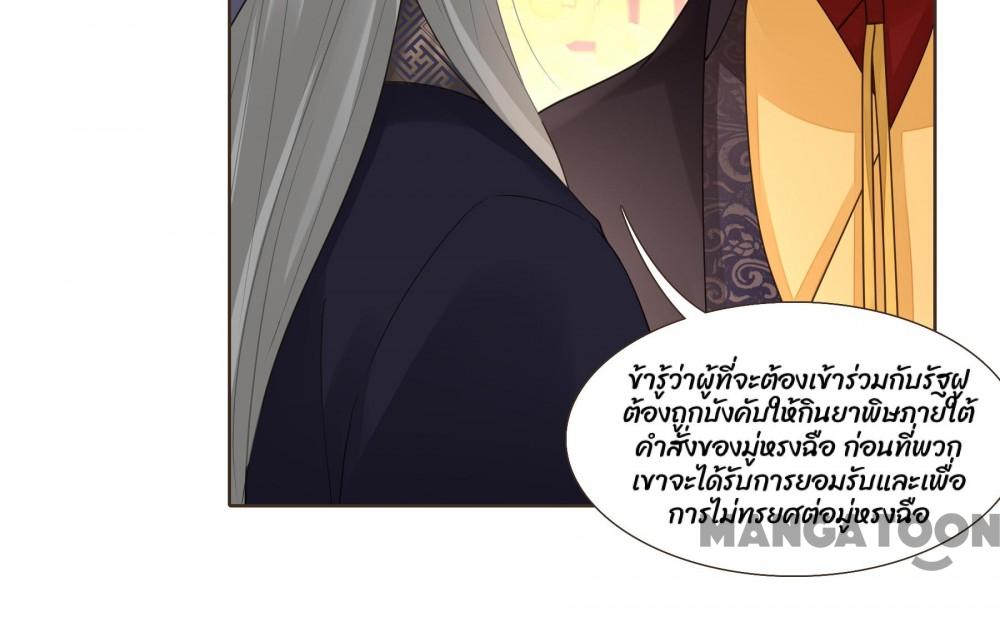 ข้ารู้ว่าผู้ที่จะต้องเข้าร่วมกับรัฐฝู
ต้องถูกบังคับให้กินยาพิษภายใต้
คำสั่งของมู่หรงฉือ ก่อนที่พวก
เขาจะได้รับการยอมรับและเพื่อ
การไม่ทรยศต่อมู่หรงฉือ
MANGATOON